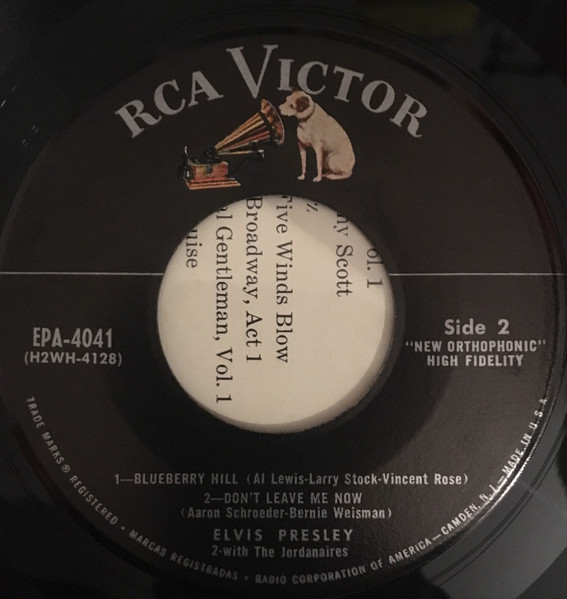 RCA VICTOR
ol. 1
ny Scott
z.
Five Winds Blow
Broadway, Act 1
al Gentleman, Vol. 1
uise
EPA-4041
(H2WH-4128)
Side 2
"NEW ORTHOPHONIC"
HIGH FIDELITY
1—BLUEBERRY HILL (Al Lewis-Larry Stock-Vincent Rose)
2—DON'T LEAVE ME NOW
(Aaron Schroeder-Bernie Weisman)
ELVIS PRESLEY
2-with The Jordanaires
TRADE MARKS ® REGISTERED • MARCAS REGISTRADAS • RADIO CORPORATION OF AMERICA—CAMDEN, N. J.—MADE IN U.S.A.